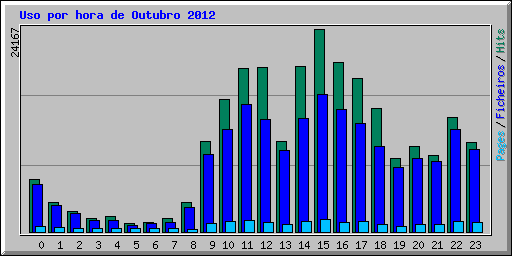 Uso por hora de Outubro 2012
24167
Pages / Ficheiros / Hits
0 1 2 3 4 5 6 7 8 9 10 11 12 13 14 15 16 17 18 19 20 21 22 23